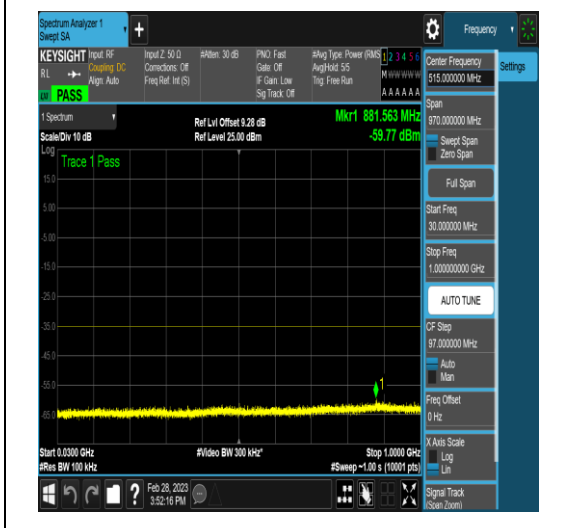 Spectrum Analyzer 1
Swept SA
+
Frequency
KEYSIGHT
RL
PASS
Input: RF
Coupling: DC
Align: Auto
Input Z: 50 Ω
Corrections: Off
Freq Ref: Int (S)
#Atten: 30 dB
PNO: Fast
Gate: Off
IF Gain: Low
Sig Track: Off
#Avg Type: Power (RMS
Avg|Hold: 5/5
Trig: Free Run
1 2 3 4 5 6
M W W W W W
A A A A A A
1 Spectrum
Scale/Div 10 dB
Ref Lvl Offset 9.28 dB
Ref Level 25.00 dBm
Mkr1 881.563 MHz
-59.77 dBm
Log
Trace 1 Pass
15.0
5.00
-5.00
-15.0
-25.0
-35.0
-45.0
-55.0
-65.0
1
Start 0.0300 GHz
#Res BW 100 kHz
#Video BW 300 kHz*
Stop 1.0000 GHz
#Sweep ~1.00 s (10001 pts)
?
Feb 28, 2023
3:52:16 PM
Center Frequency
515.000000 MHz
Settings
Span
970.000000 MHz
Swept Span
Zero Span
Full Span
Start Freq
30.000000 MHz
Stop Freq
1.000000000 GHz
AUTO TUNE
CF Step
97.000000 MHz
Auto
Man
Freq Offset
0 Hz
X Axis Scale
Log
Lin
Signal Track
(Span Zoom)